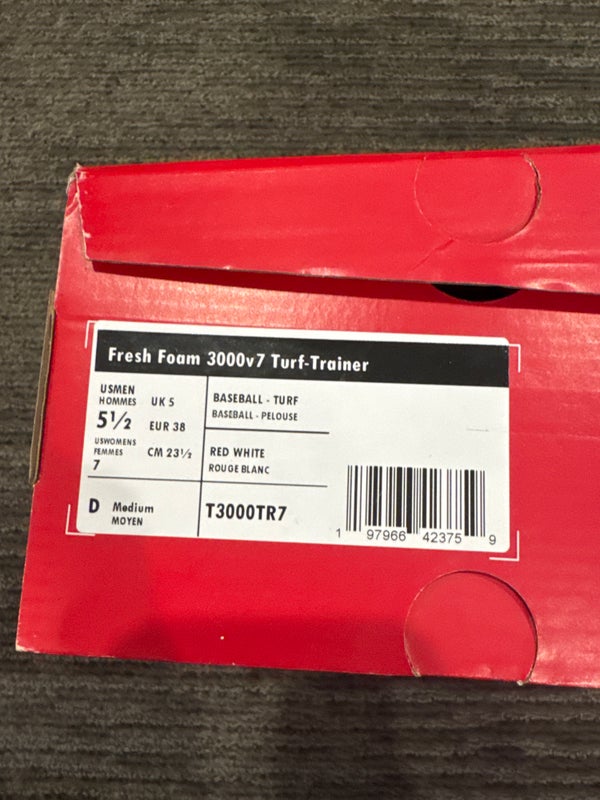 Fresh Foam 3000v7 Turf-Trainer
USMEN
HOMMES
5½
USWOMENS
FEMMES
7
UK 5
EUR 38
CM 23½
BASEBALL - TURF
BASEBALL - PELOUSE
RED WHITE
ROUGE BLANC
D Medium
MOYEN
T3000TR7
1 97966 42375 9